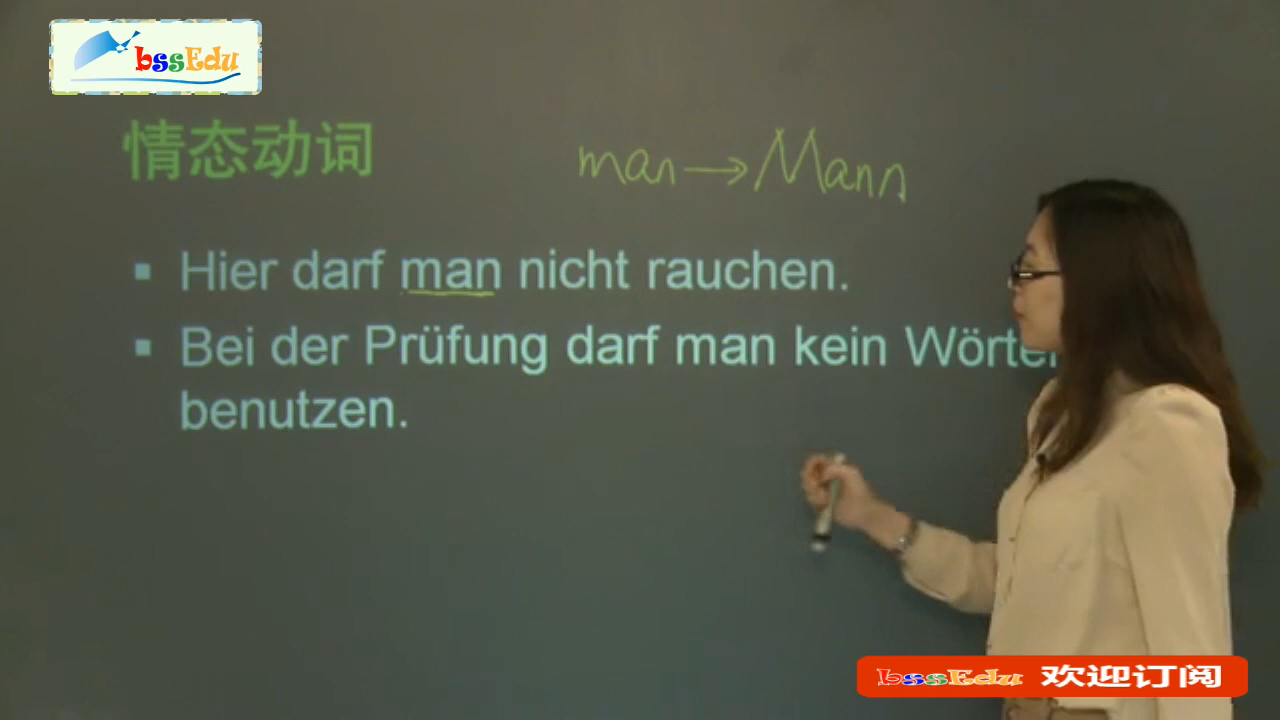 bssEdu
情态动词
man → Mann
Hier darf man nicht rauchen.
Bei der Prüfung darf man kein
benutzen.
bssEdu 欢迎订阅